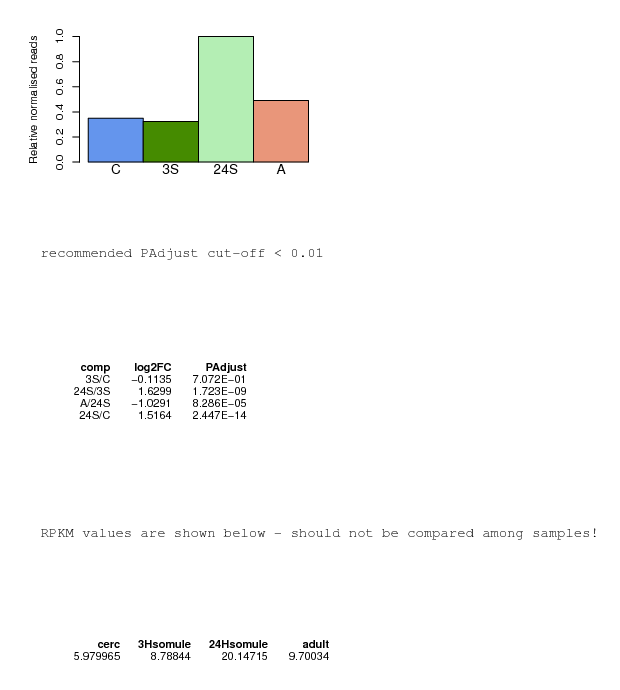 Relative normalised reads
1.0
0.8
0.6
0.4
0.2
0.0
C 3S 24S A
recommended PAdjust cut-off < 0.01
comp log2FC PAdjust
3S/C −0.1135 7.072E−01
24S/3S 1.6299 1.723E−09
A/24S −1.0291 8.286E−05
24S/C 1.5164 2.447E−14
RPKM values are shown below - should not be compared among samples!
cerc 3Hsomule 24Hsomule adult
5.979965 8.78844 20.14715 9.70034